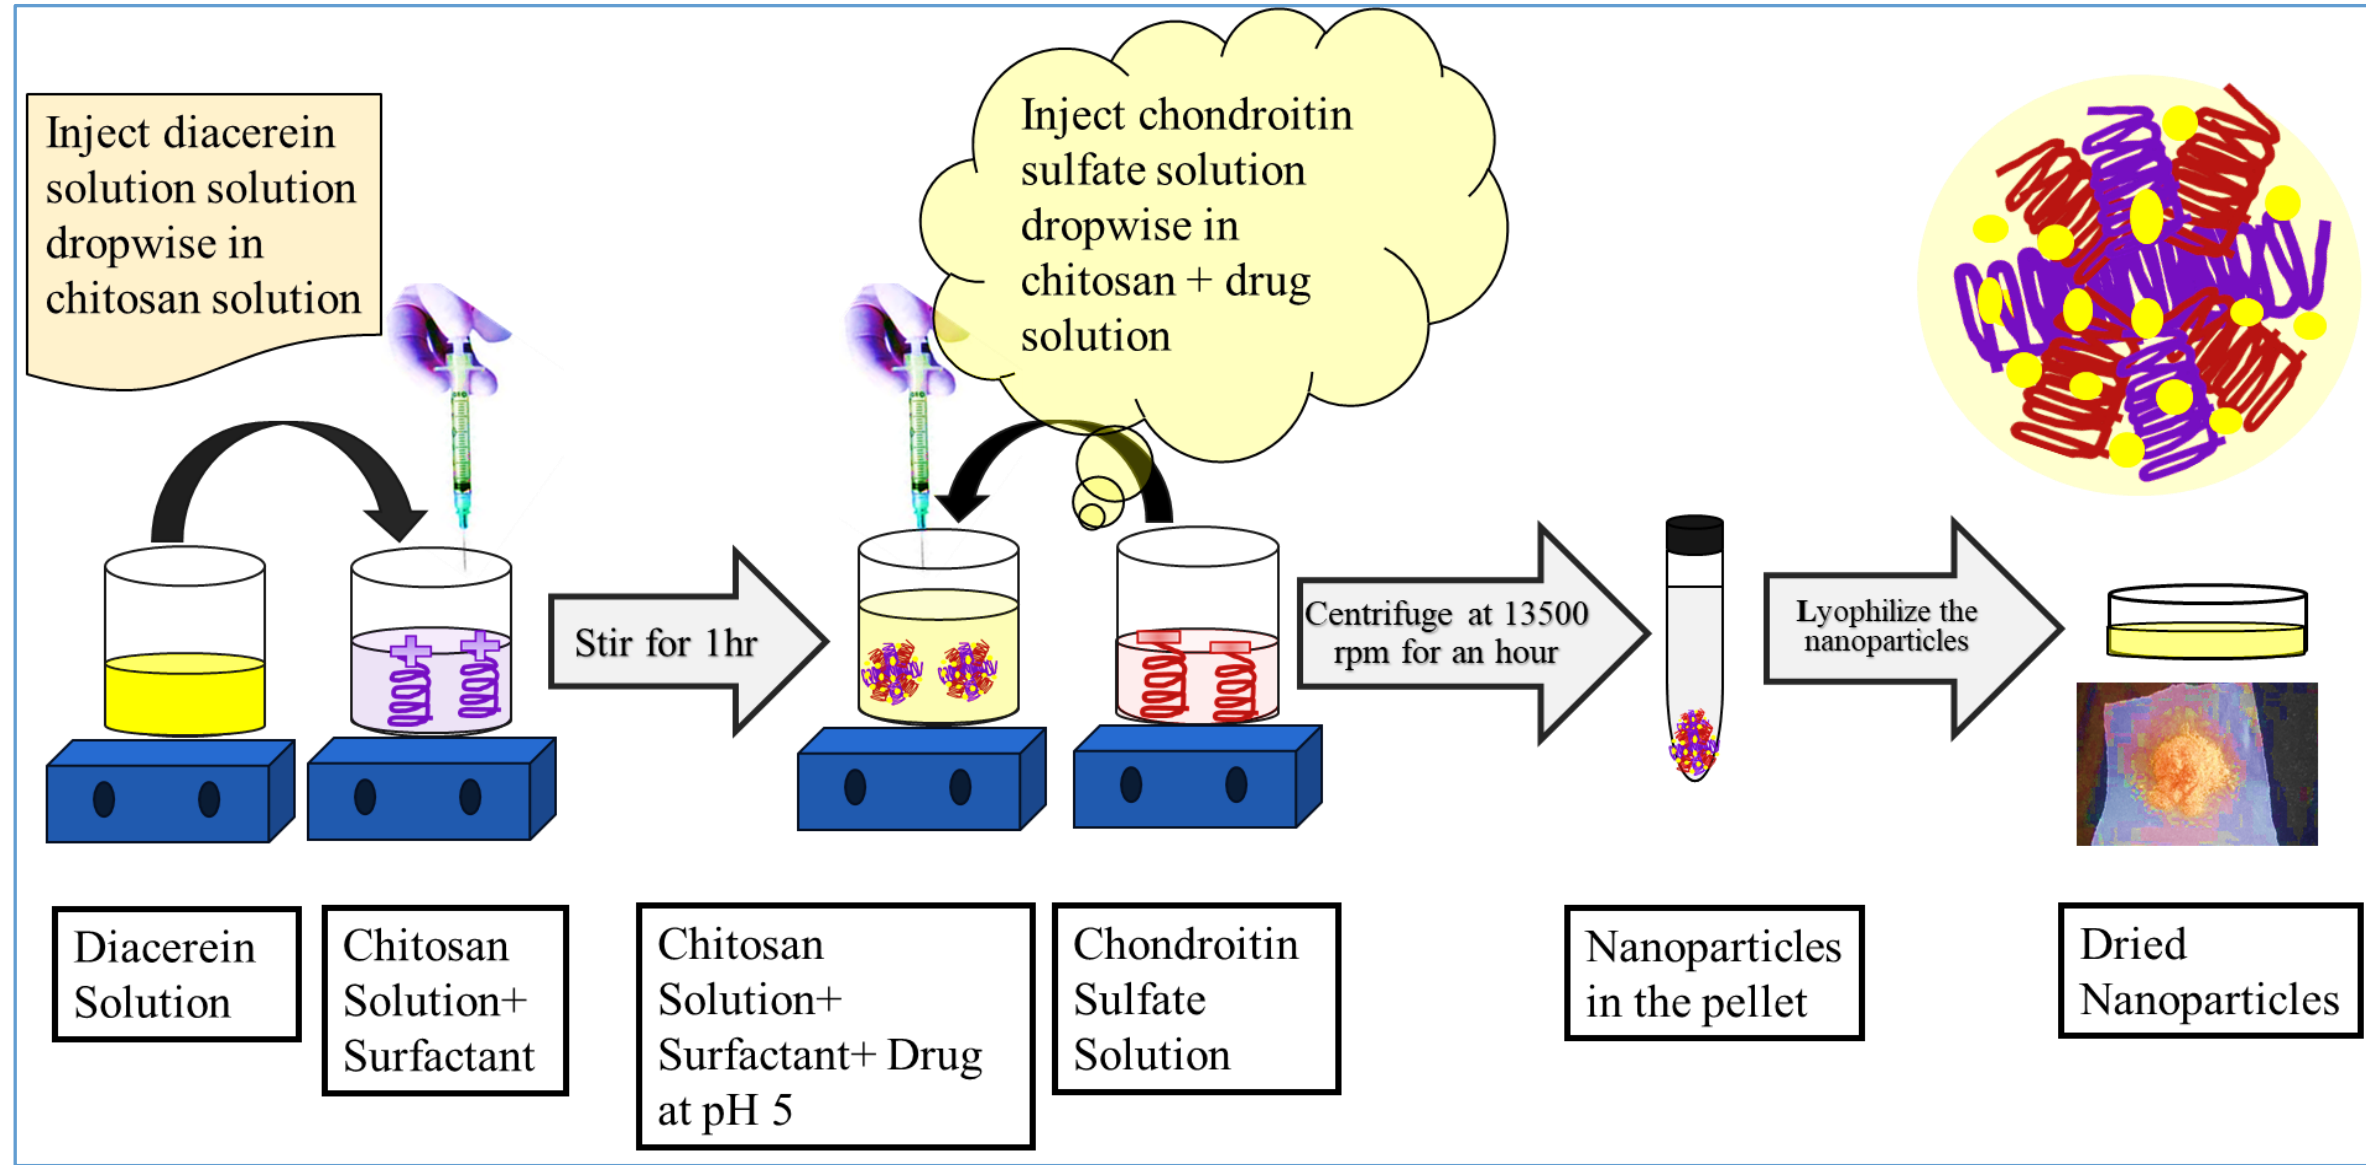 Inject diacerein
solution solution
dropwise in
chitosan solution
Inject chondroitin
sulfate solution
dropwise in
chitosan + drug
solution
Stir for 1hr
Centrifuge at 13500
rpm for an hour
Lyophilize the
nanoparticles
Diacerein
Solution
Chitosan
Solution+
Surfactant
Chitosan
Solution+
Surfactant+ Drug
at pH 5
Chondroitin
Sulfate
Solution
Nanoparticles
in the pellet
Dried
Nanoparticles